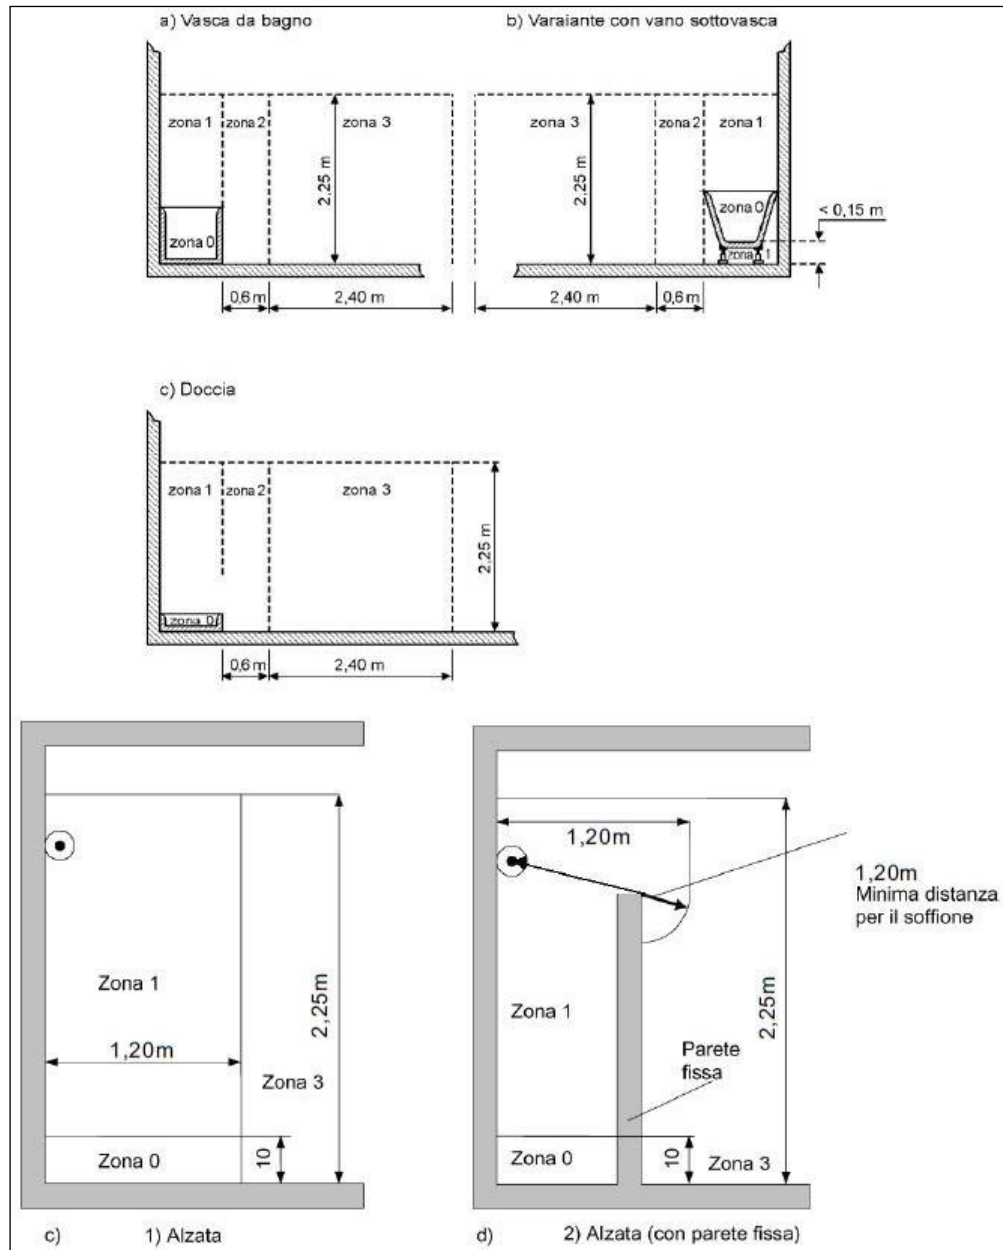 a) Vasca da bagno
b) Varaiante con vano sottovasca
zona 1
zona 2
zona 3
2,25 m
zona 0
0,6 m
2,40 m
zona 3
zona 2
zona 1
2,25 m
zona 0
< 0,15 m
zona 1
2,40 m
0,6 m
c) Doccia
zona 1
zona 2
zona 3
2,25 m
zona 0
0,6 m
2,40 m
Zona 1
1,20m
2,25m
Zona 3
Zona 0
10
c)
1) Alzata
1,20m
1,20m
Minima distanza
per il soffione
Zona 1
2,25m
Parete
fissa
Zona 0
10
Zona 3
d)
2) Alzata (con parete fissa)